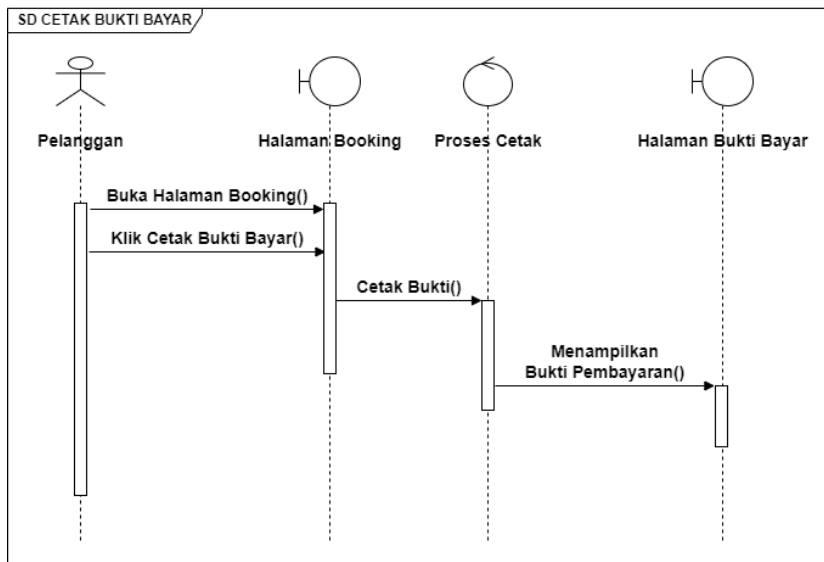 SD CETAK BUKTI BAYAR
Pelanggan
Halaman Booking
Proses Cetak
Halaman Bukti Bayar
Buka Halaman Booking()
Klik Cetak Bukti Bayar()
Cetak Bukti()
Menampilkan
Bukti Pembayaran()